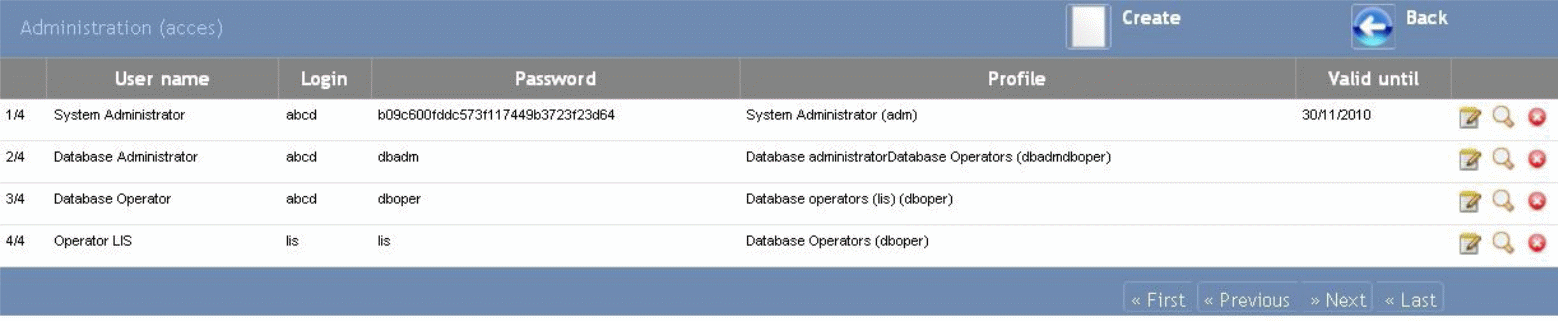 Administration (acces) Create Back
User name Login Password Profile Valid until
1/4 System Administrator abcd b09c600fddc573f117449b3723f23d64 System Administrator (adm) 30/11/2010
2/4 Database Administrator abcd dbadm Database administratorDatabase Operators (dbadmdboper)
3/4 Database Operator abcd dboper Database operators (lis) (dboper)
4/4 Operator LIS lis lis Database Operators (dboper)
« First « Previous » Next « Last